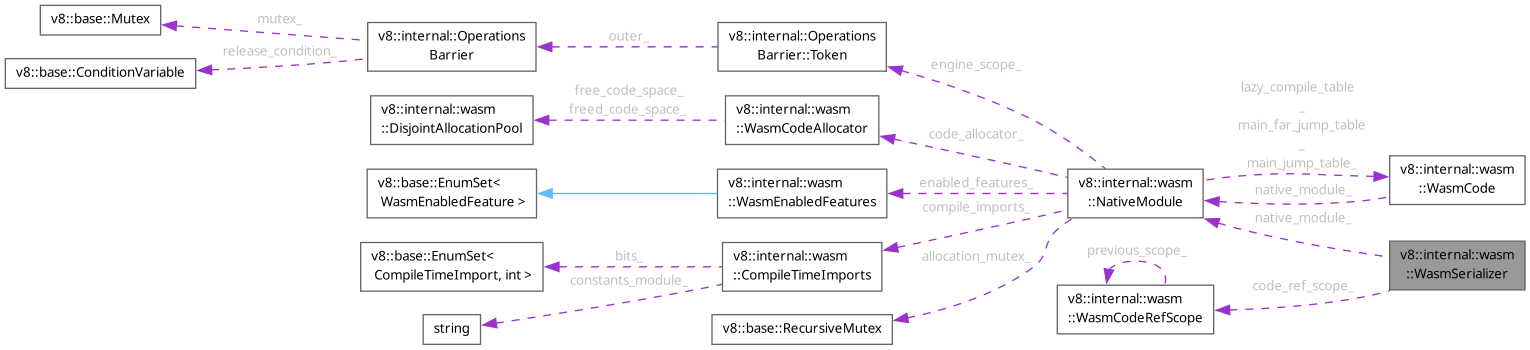 v8::base::Mutex
v8::base::ConditionVariable
mutex_
release_condition_
v8::internal::Operations
Barrier
outer_
v8::internal::Operations
Barrier::Token
engine_scope_
v8::internal::wasm
::DisjointAllocationPool
free_code_space_
freed_code_space_
v8::internal::wasm
::WasmCodeAllocator
code_allocator_
v8::base::EnumSet<
WasmEnabledFeature >
v8::internal::wasm
::WasmEnabledFeatures
enabled_features_
v8::base::EnumSet<
CompileTimeImport, int >
bits_
string
constants_module_
v8::internal::wasm
::CompileTimeImports
compile_imports_
v8::base::RecursiveMutex
allocation_mutex_
v8::internal::wasm
::NativeModule
lazy_compile_table
_
main_far_jump_table
_
main_jump_table_
native_module_
v8::internal::wasm
::WasmCode
native_module_
previous_scope_
v8::internal::wasm
::WasmCodeRefScope
code_ref_scope_
v8::internal::wasm
::WasmSerializer